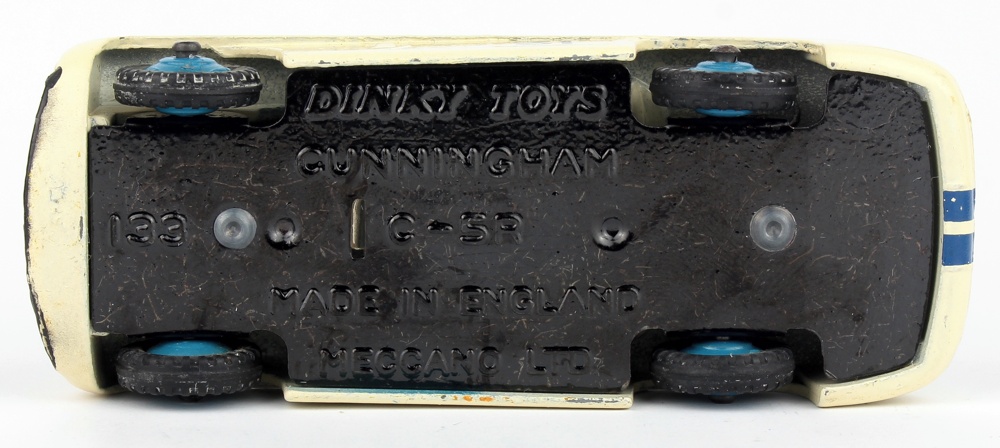 DINKY TOYS
CUNNINGHAM
133 C-5R
MADE IN ENGLAND
MECCANO LTD.